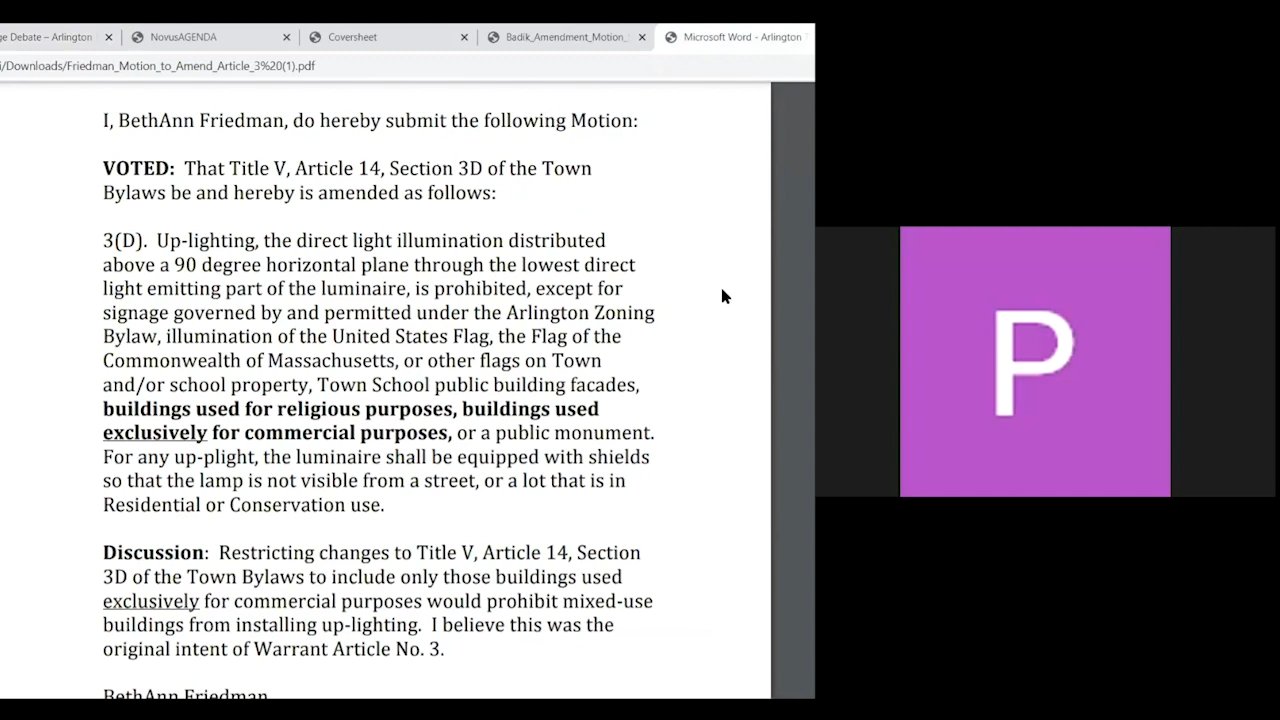 ge Debate – Arlington
NovusAGENDA
Coversheet
Badik_Amendment_Motion_
Microsoft Word - Arlington
i/Downloads/Friedman_Motion_to_Amend_Article_3%20(1).pdf
I, BethAnn Friedman, do hereby submit the following Motion:
VOTED: That Title V, Article 14, Section 3D of the Town
Bylaws be and hereby is amended as follows:
3(D). Up-lighting, the direct light illumination distributed
above a 90 degree horizontal plane through the lowest direct
light emitting part of the luminaire, is prohibited, except for
signage governed by and permitted under the Arlington Zoning
Bylaw, illumination of the United States Flag, the Flag of the
Commonwealth of Massachusetts, or other flags on Town
and/or school property, Town School public building facades,
buildings used for religious purposes, buildings used
exclusively for commercial purposes, or a public monument.
For any up-plight, the luminaire shall be equipped with shields
so that the lamp is not visible from a street, or a lot that is in
Residential or Conservation use.
Discussion: Restricting changes to Title V, Article 14, Section
3D of the Town Bylaws to include only those buildings used
exclusively for commercial purposes would prohibit mixed-use
buildings from installing up-lighting. I believe this was the
original intent of Warrant Article No. 3.
BethAnn Friedman
P